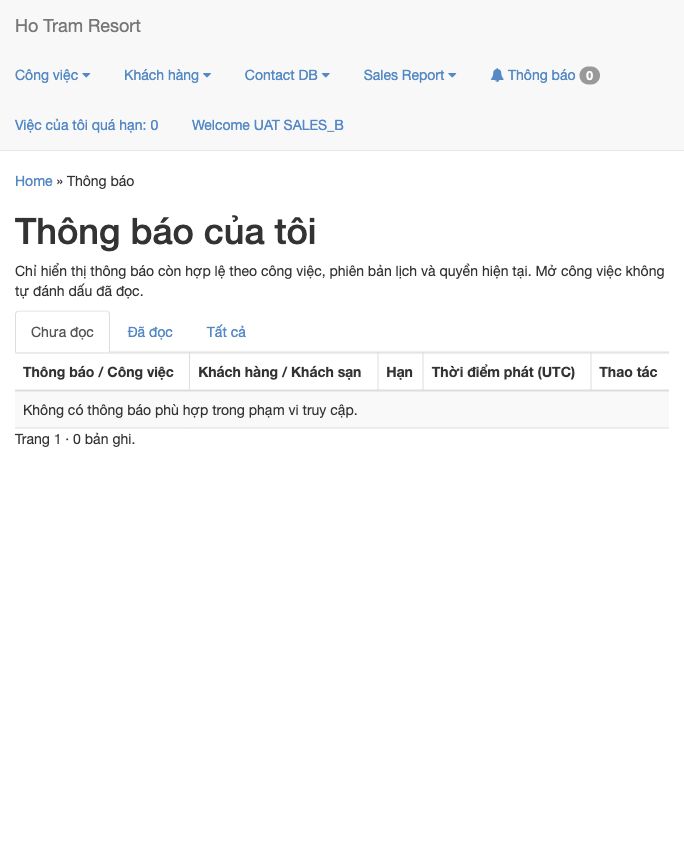 Ho Tram Resort
Công việc Khách hàng Contact DB Sales Report Thông báo 0
Việc của tôi quá hạn: 0 Welcome UAT SALES_B
Home » Thông báo
Thông báo của tôi
Chỉ hiển thị thông báo còn hợp lệ theo công việc, phiên bản lịch và quyền hiện tại. Mở công việc không
tự đánh dấu đã đọc.
Chưa đọc Đã đọc Tất cả
Thông báo / Công việc Khách hàng / Khách sạn Hạn Thời điểm phát (UTC) Thao tác
Không có thông báo phù hợp trong phạm vi truy cập.
Trang 1 · 0 bản ghi.